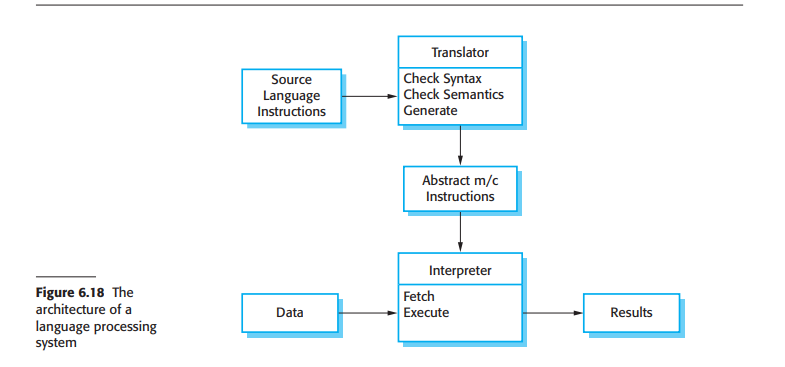 Translator
Source
Language
Instructions
Check Syntax
Check Semantics
Generate
Abstract m/c
Instructions
Interpreter
Fetch
Execute
Data
Results
Figure 6.18 The
architecture of a
language processing
system